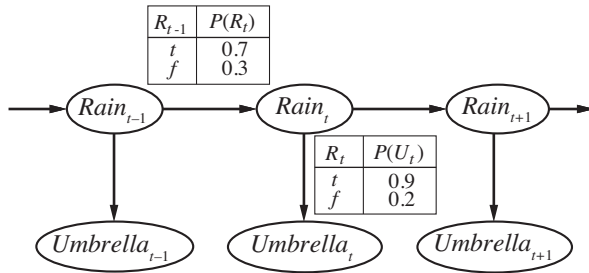 R_{t-1} P(R_t)
t 0.7
f 0.3
Rain_{t-1} Rain_t Rain_{t+1}
R_t P(U_t)
t 0.9
f 0.2
Umbrella_{t-1} Umbrella_t Umbrella_{t+1}